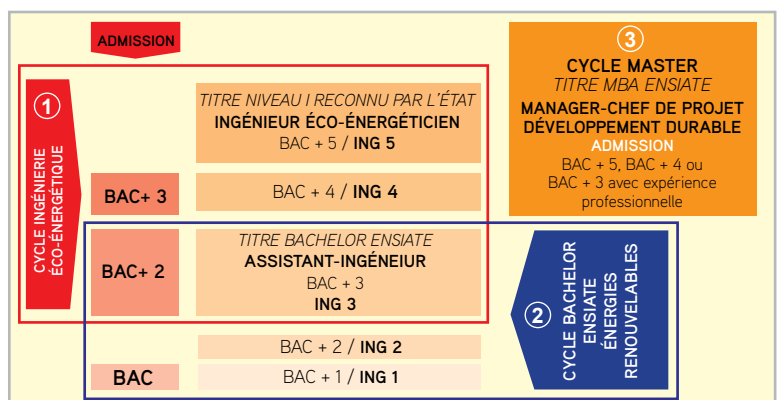 ADMISSION
1
CYCLE INGÉNIERIE
ÉCO-ÉNERGÉTIQUE
TITRE NIVEAU I RECONNU PAR L'ÉTAT
INGÉNIEUR ÉCO-ÉNERGÉTICIEN
BAC + 5 / ING 5
BAC+ 3
BAC + 4 / ING 4
BAC+ 2
TITRE BACHELOR ENSIATE
ASSISTANT-INGÉNEIUR
BAC + 3
ING 3
BAC + 2 / ING 2
BAC
BAC + 1 / ING 1
3
CYCLE MASTER
TITRE MBA ENSIATE
MANAGER-CHEF DE PROJET
DÉVELOPPEMENT DURABLE
ADMISSION
BAC + 5, BAC + 4 ou
BAC + 3 avec expérience
professionnelle
2
CYCLE BACHELOR
ENSIATE
ÉNERGIES
RENOUVELABLES